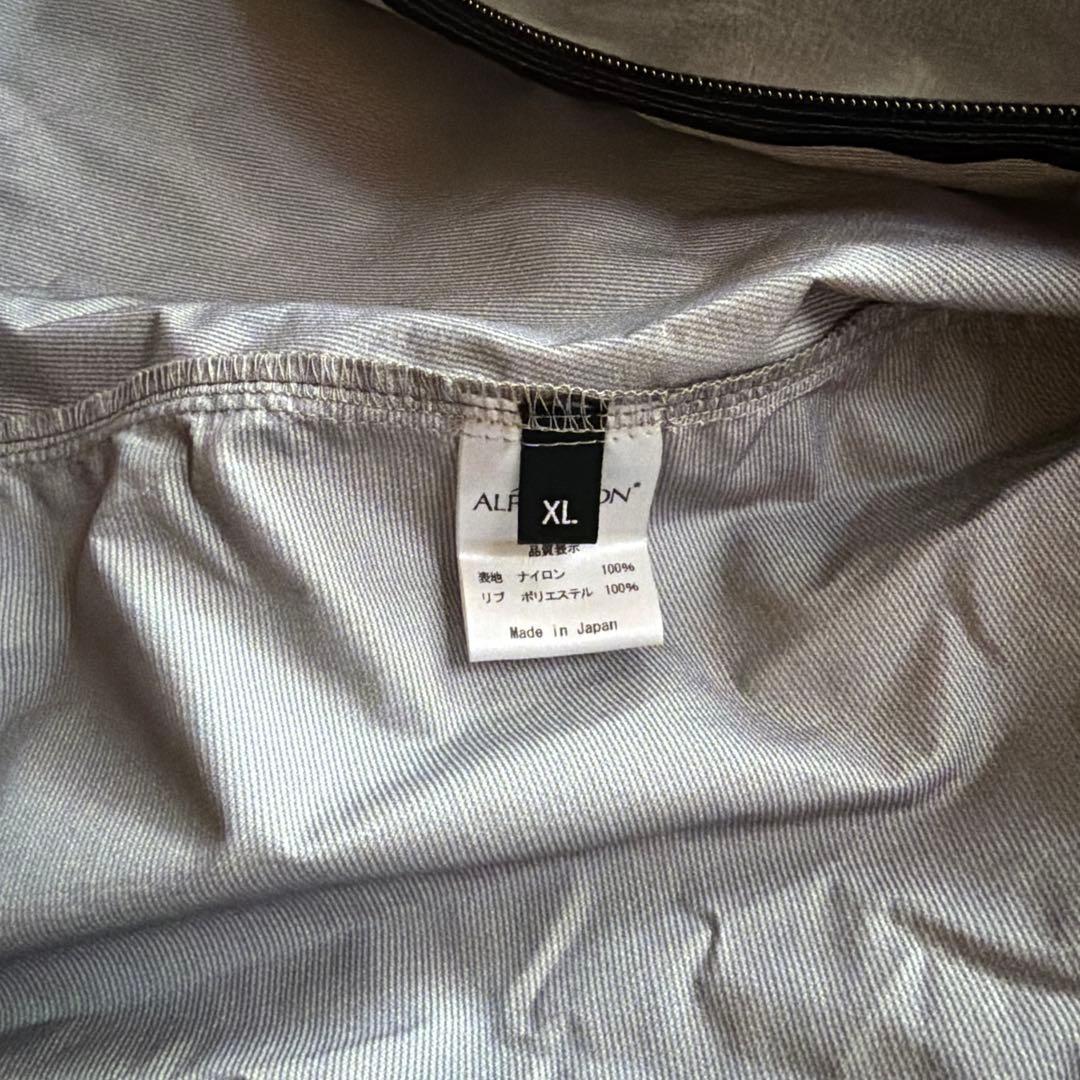 XL
品質表示
表地 ナイロン 100%
リブ ポリエステル 100%
Made in Japan